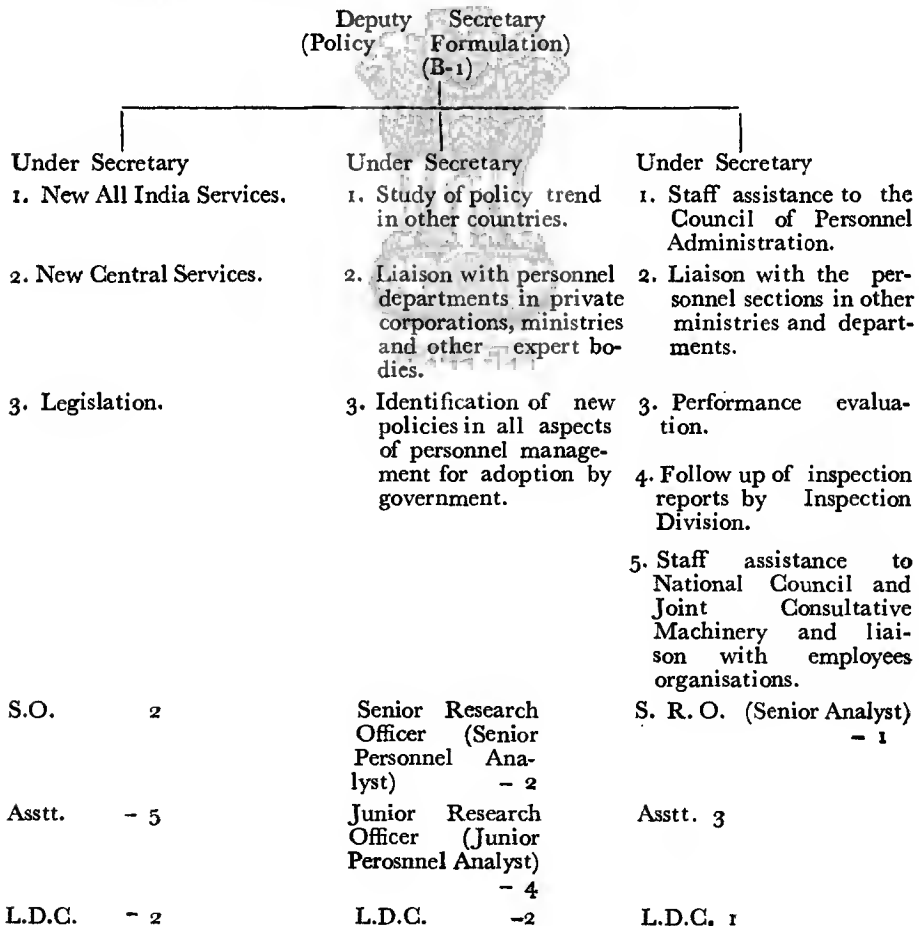 Deputy Secretary
(Policy Formulation)
(B-1)
Under Secretary
1. New All India Services.
2. New Central Services.
3. Legislation.
S.O. 2
Asstt. - 5
L.D.C. - 2
Under Secretary
1. Study of policy trend
in other countries.
2. Liaison with personnel
departments in private
corporations, ministries
and other expert bo-
dies.
3. Identification of new
policies in all aspects
of personnel manage-
ment for adoption by
government.
Senior Research
Officer (Senior
Personnel Ana-
lyst) - 2
Junior Research
Officer (Junior
Perosnnel Analyst)
- 4
L.D.C. -2
Under Secretary
1. Staff assistance to the
Council of Personnel
Administration.
2. Liaison with the per-
sonnel sections in other
ministries and depart-
ments.
3. Performance evalua-
tion.
4. Follow up of inspection
reports by Inspection
Division.
5. Staff assistance to
National Council and
Joint Consultative
Machinery and liai-
son with employees
organisations.
S. R. O. (Senior Analyst)
- 1
Asstt. 3
L.D.C. 1